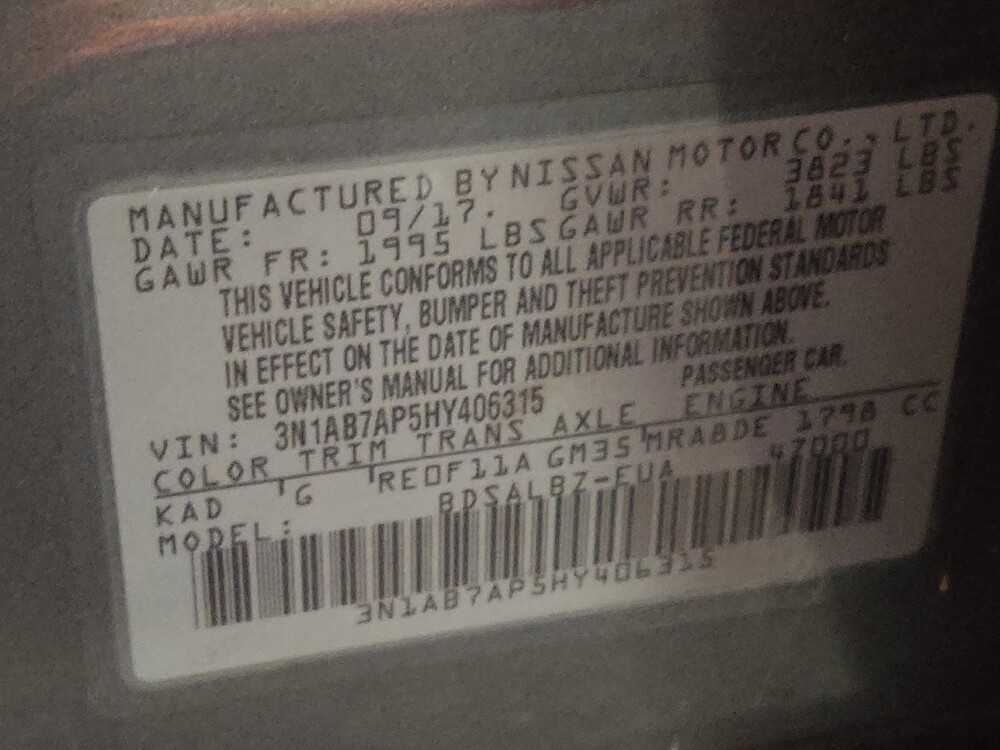 MANUFACTURED BY NISSAN MOTOR CO., LTD.
DATE: 09/17. GVWR: 3823 LBS
GAWR FR: 1995 LBS GAWR RR: 1841 LBS
THIS VEHICLE CONFORMS TO ALL APPLICABLE FEDERAL MOTOR
VEHICLE SAFETY, BUMPER AND THEFT PREVENTION STANDARDS
IN EFFECT ON THE DATE OF MANUFACTURE SHOWN ABOVE.
SEE OWNER'S MANUAL FOR ADDITIONAL INFORMATION.
VIN: 3N1AB7AP5HY406315 PASSENGER CAR.
COLOR TRIM TRANS AXLE ENGINE
KAD G RE0F11A GM35 MRA8DE 1798 CC
MODEL: BDSALBZ-EUA 47000
3N1AB7AP5HY406315